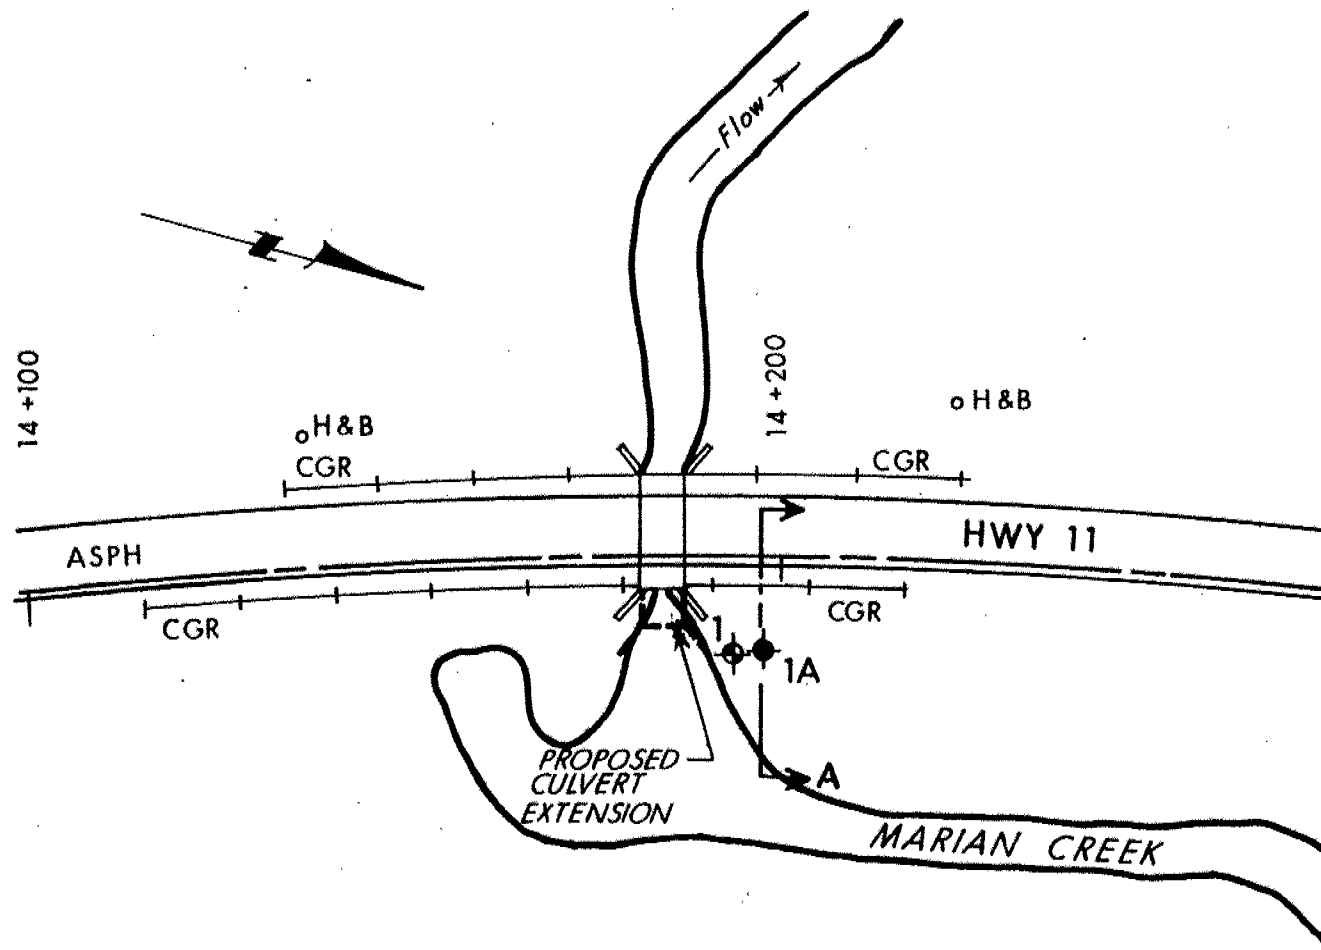 Flow
14+100
14+200
H&B
H&B
CGR
CGR
ASPH
HWY 11
CGR
CGR
1
1A
PROPOSED
CULVERT
EXTENSION
A
MARIAN CREEK